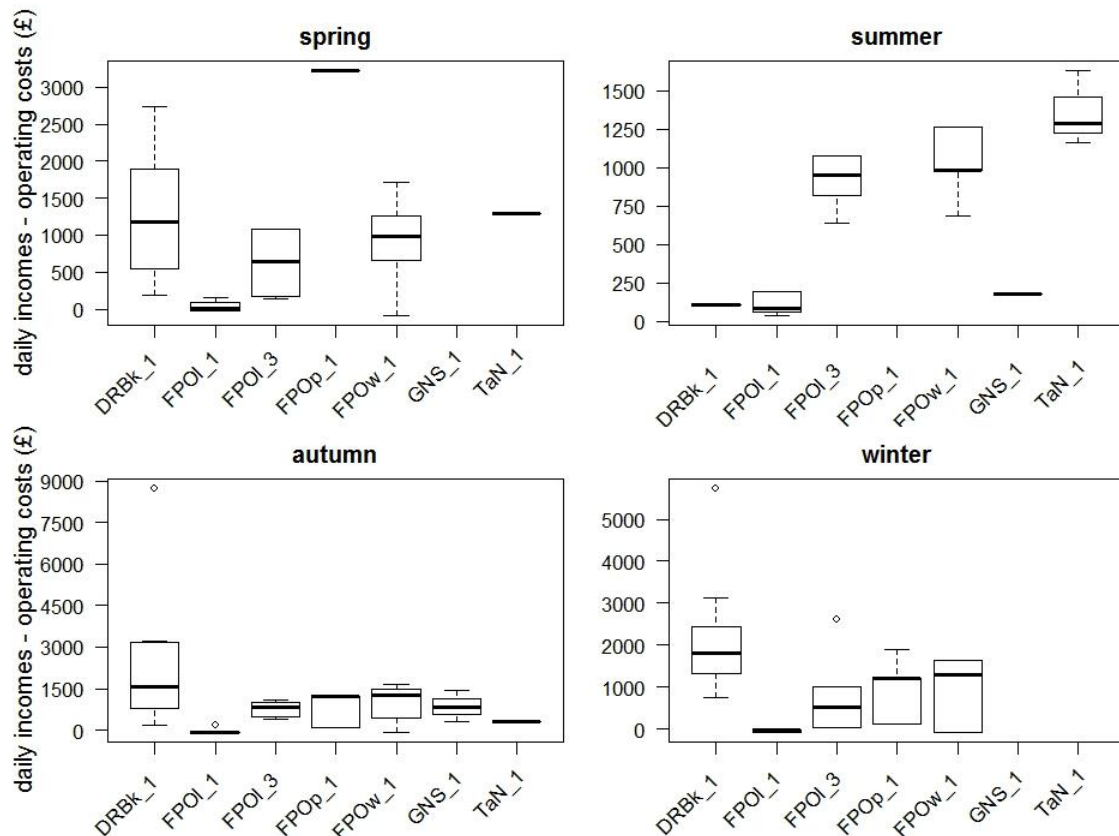 spring
daily incomes - operating costs (£)
3000
2500
2000
1500
1000
500
0
DRBk_1
FPOl_1
FPOl_3
FPOp_1
FPOw_1
GNS_1
TaN_1
summer
1500
1250
1000
750
500
250
0
DRBk_1
FPOl_1
FPOl_3
FPOp_1
FPOw_1
GNS_1
TaN_1
autumn
daily incomes - operating costs (£)
9000
7500
6000
4500
3000
1500
0
DRBk_1
FPOl_1
FPOl_3
FPOp_1
FPOw_1
GNS_1
TaN_1
winter
5000
4000
3000
2000
1000
0
DRBk_1
FPOl_1
FPOl_3
FPOp_1
FPOw_1
GNS_1
TaN_1